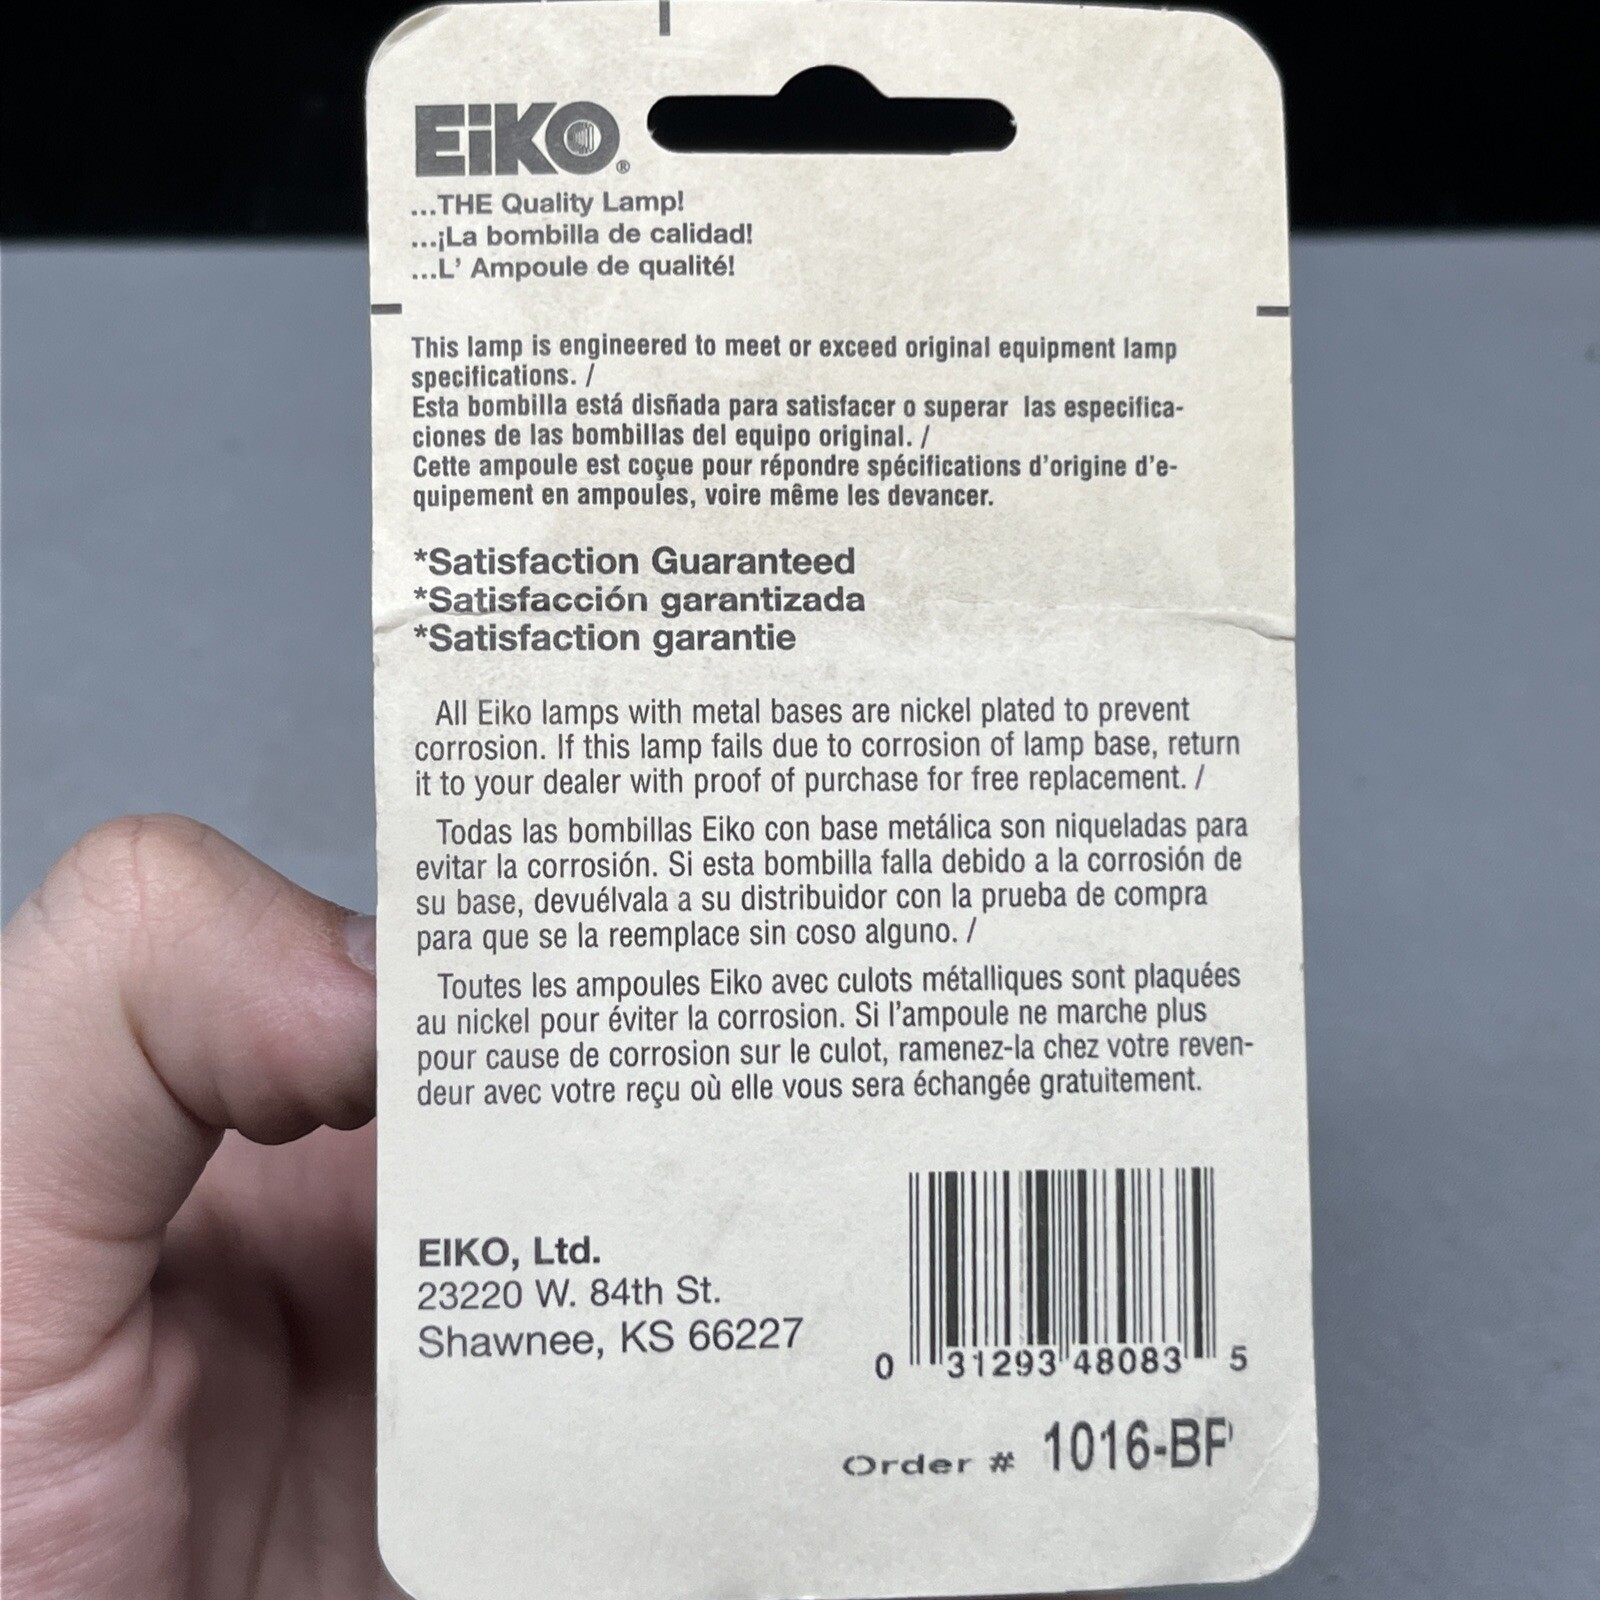 EiKO®
...THE Quality Lamp!
...¡La bombilla de calidad!
...L' Ampoule de qualité!
This lamp is engineered to meet or exceed original equipment lamp
specifications. /
Esta bombilla está disñada para satisfacer o superar las especifica-
ciones de las bombillas del equipo original. /
Cette ampoule est coçue pour répondre spécifications d'origine d'e-
quipement en ampoules, voire même les devancer.
*Satisfaction Guaranteed
*Satisfacción garantizada
*Satisfaction garantie
All Eiko lamps with metal bases are nickel plated to prevent
corrosion. If this lamp fails due to corrosion of lamp base, return
it to your dealer with proof of purchase for free replacement. /
Todas las bombillas Eiko con base metálica son niqueladas para
evitar la corrosión. Si esta bombilla falla debido a la corrosión de
su base, devuélvala a su distribuidor con la prueba de compra
para que se la reemplace sin coso alguno. /
Toutes les ampoules Eiko avec culots métalliques sont plaquées
au nickel pour éviter la corrosion. Si l'ampoule ne marche plus
pour cause de corrosion sur le culot, ramenez-la chez votre reven-
deur avec votre reçu où elle vous sera échangée gratuitement.
EIKO, Ltd.
23220 W. 84th St.
Shawnee, KS 66227
0 31293 48083 5
Order # 1016-BP